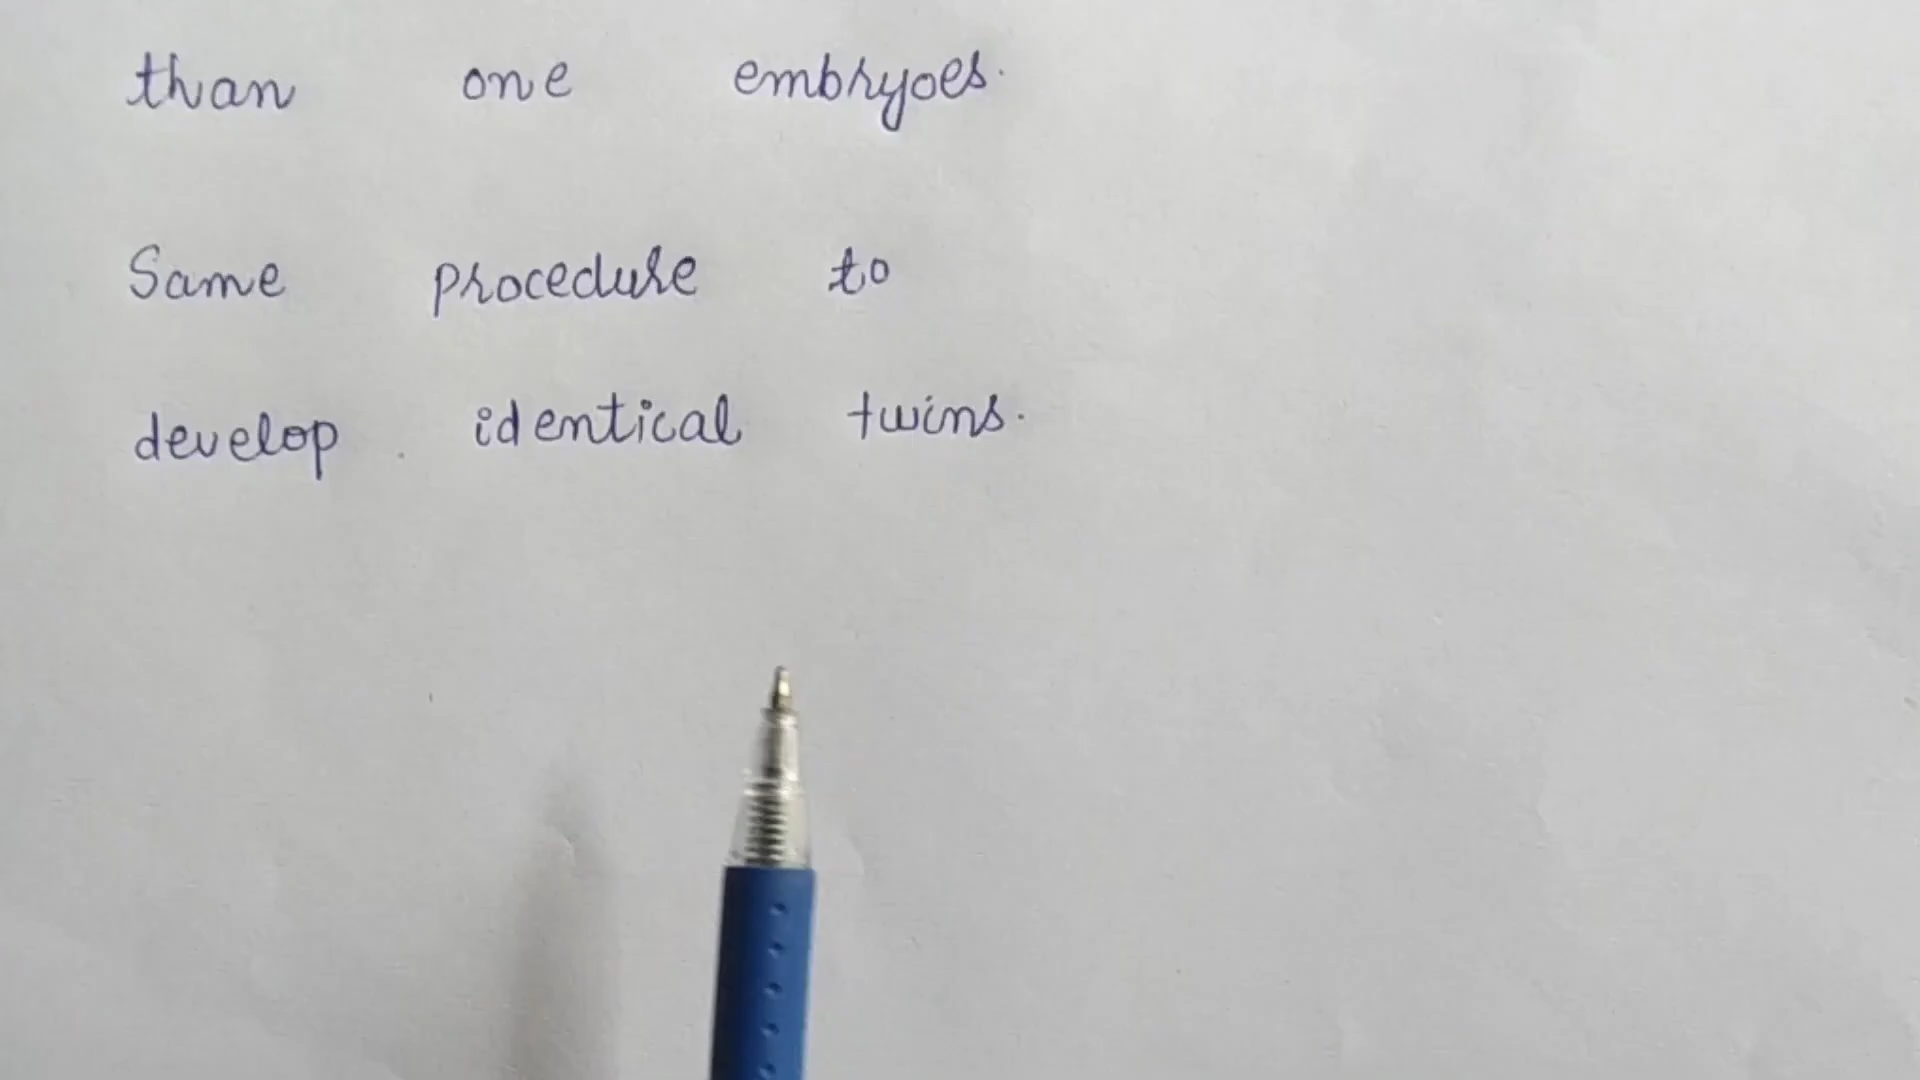 than one embryoes.
Same procedure to
develop identical twins.